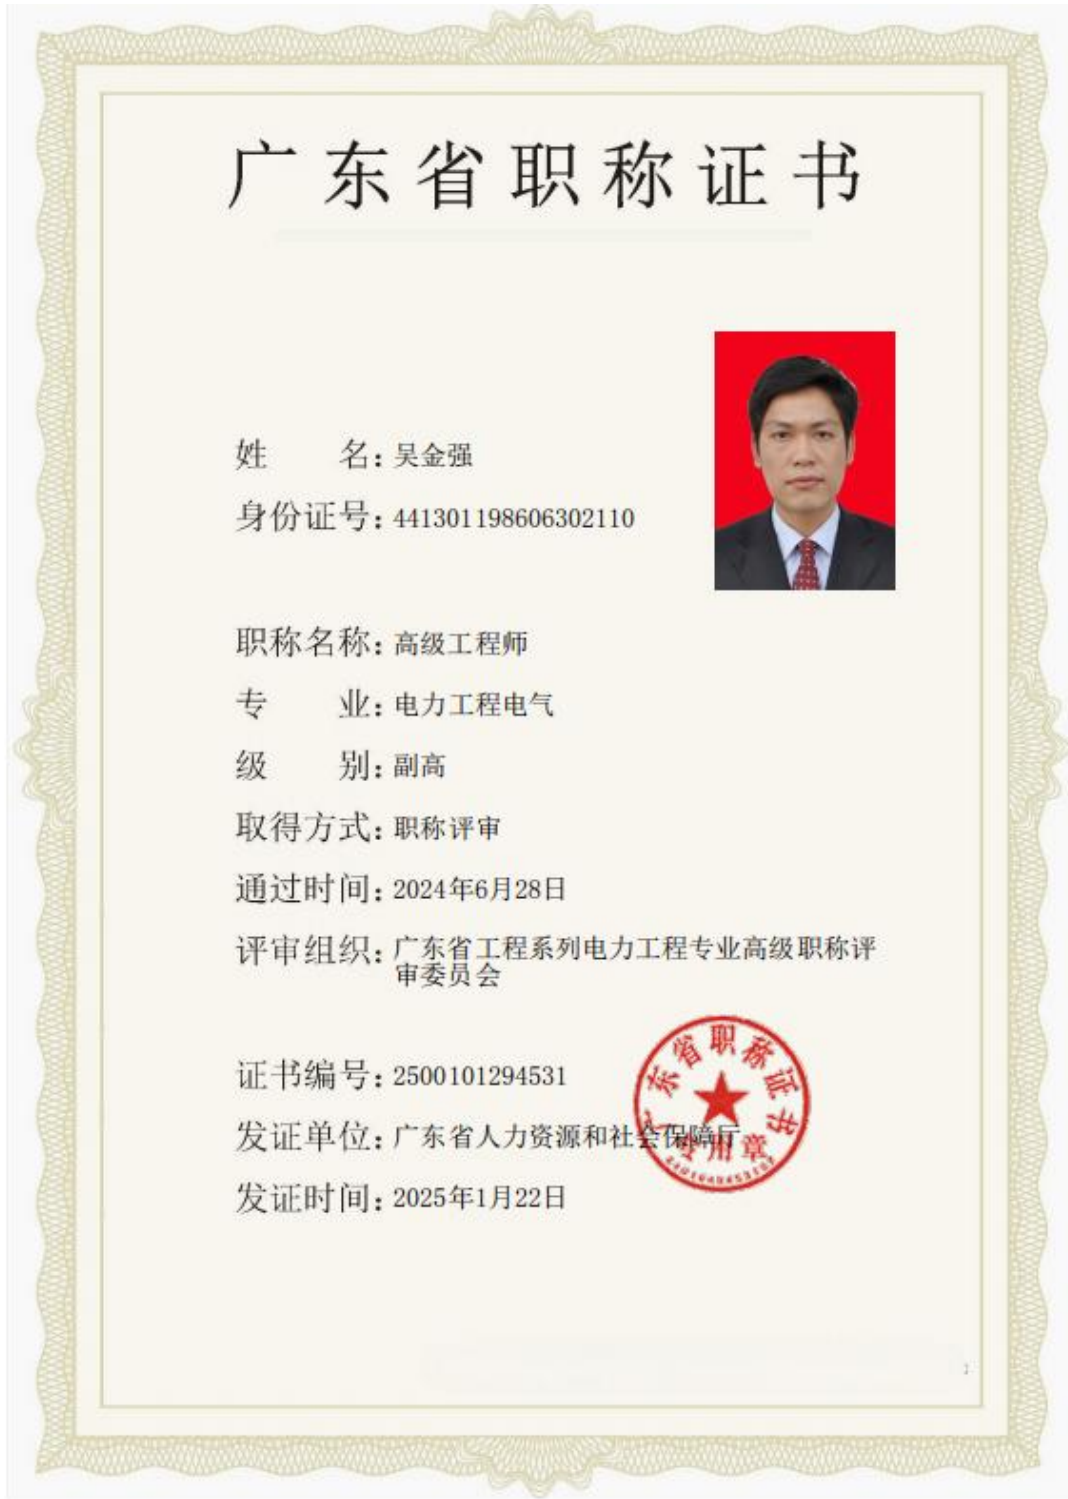 广东省职称证书
姓 名：吴金强
身份证号：441301198606302110
职称名称：高级工程师
专 业：电力工程电气
级 别：副高
取得方式：职称评审
通过时间：2024年6月28日
评审组织：广东省工程系列电力工程专业高级职称评
审委员会
证书编号：2500101294531
发证单位：广东省人力资源和社会保障厅
发证时间：2025年1月22日
广东省职称证书
专用章